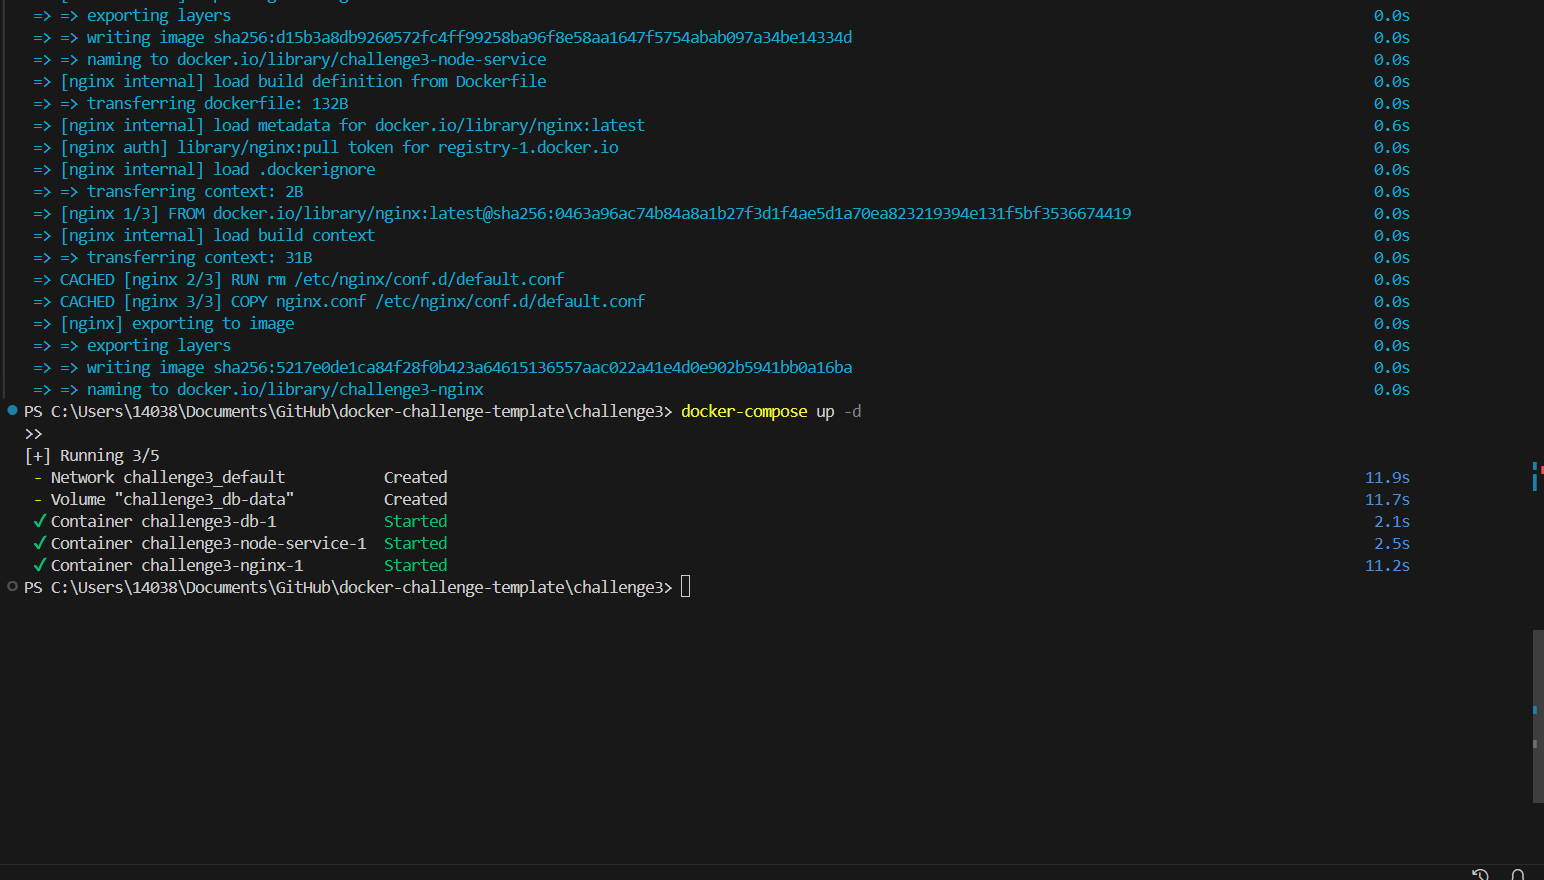 => => exporting layers 0.0s
=> => writing image sha256:d15b3a8db9260572fc4ff99258ba96f8e58aa1647f5754abab097a34be14334d 0.0s
=> => naming to docker.io/library/challenge3-node-service 0.0s
=> [nginx internal] load build definition from Dockerfile 0.0s
=> => transferring dockerfile: 132B 0.0s
=> [nginx internal] load metadata for docker.io/library/nginx:latest 0.6s
=> [nginx auth] library/nginx:pull token for registry-1.docker.io 0.0s
=> [nginx internal] load .dockerignore 0.0s
=> => transferring context: 2B 0.0s
=> [nginx 1/3] FROM docker.io/library/nginx:latest@sha256:0463a96ac74b84a8a1b27f3d1f4ae5d1a70ea823219394e131f5bf3536674419 0.0s
=> [nginx internal] load build context 0.0s
=> => transferring context: 31B 0.0s
=> CACHED [nginx 2/3] RUN rm /etc/nginx/conf.d/default.conf 0.0s
=> CACHED [nginx 3/3] COPY nginx.conf /etc/nginx/conf.d/default.conf 0.0s
=> [nginx] exporting to image 0.0s
=> => exporting layers 0.0s
=> => writing image sha256:5217e0de1ca84f28f0b423a64615136557aac022a41e4d0e902b5941bb0a16ba 0.0s
=> => naming to docker.io/library/challenge3-nginx 0.0s
PS C:\Users\14038\Documents\GitHub\docker-challenge-template\challenge3> docker-compose up -d
>>
[+] Running 3/5
- Network challenge3_default Created 11.9s
- Volume "challenge3_db-data" Created 11.7s
✓ Container challenge3-db-1 Started 2.1s
✓ Container challenge3-node-service-1 Started 2.5s
✓ Container challenge3-nginx-1 Started 11.2s
PS C:\Users\14038\Documents\GitHub\docker-challenge-template\challenge3>